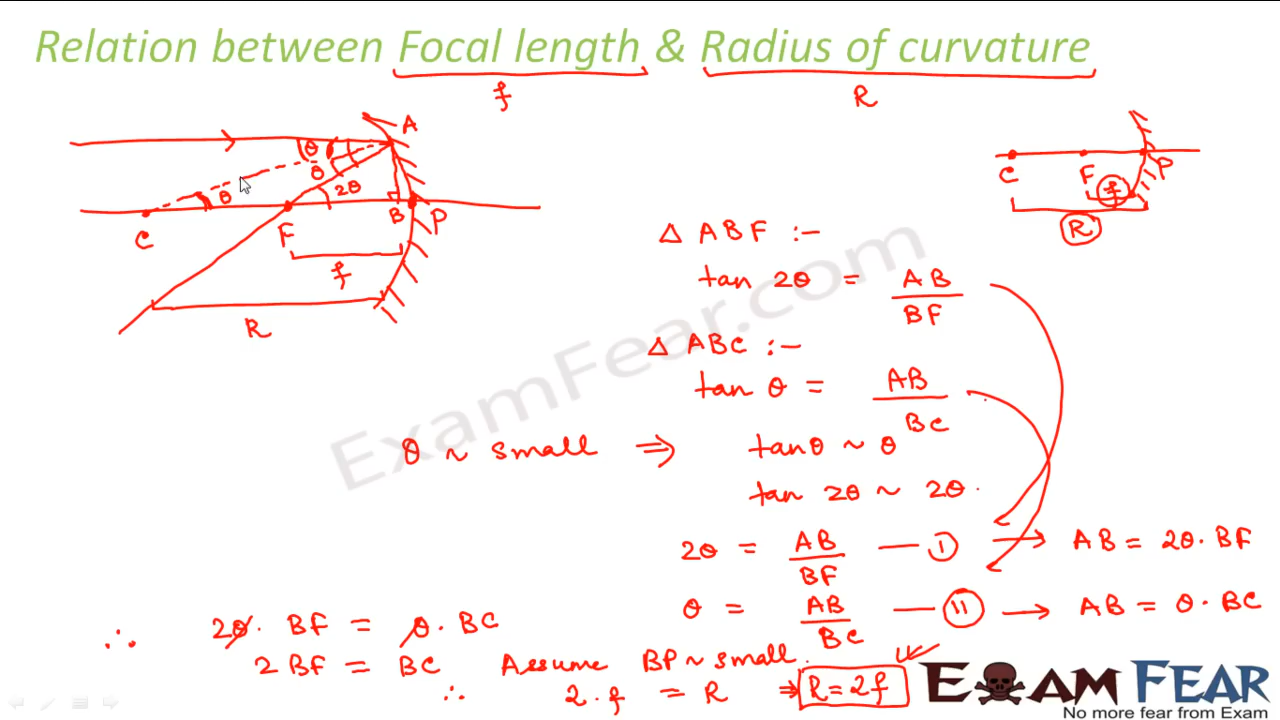 Relation between Focal length & Radius of curvature
f R
A
θ
θ
θ 2θ
C F B P
f
R
C F P
f
R
Δ ABF :-
tan 2θ = AB
BF
Δ ABC :-
tan θ = AB
BC
θ ~ small ⇒ tanθ ~ θ
tan 2θ ~ 2θ.
2θ = AB — I → AB = 2θ. BF
BF
θ = AB — II → AB = θ. BC
BC
∴ 2θ. BF = θ. BC
2 BF = BC Assume BP ~ small.
∴ 2.f = R ⇒ R = 2f
ExamFear.com
EXAM FEAR
No more fear from Exam